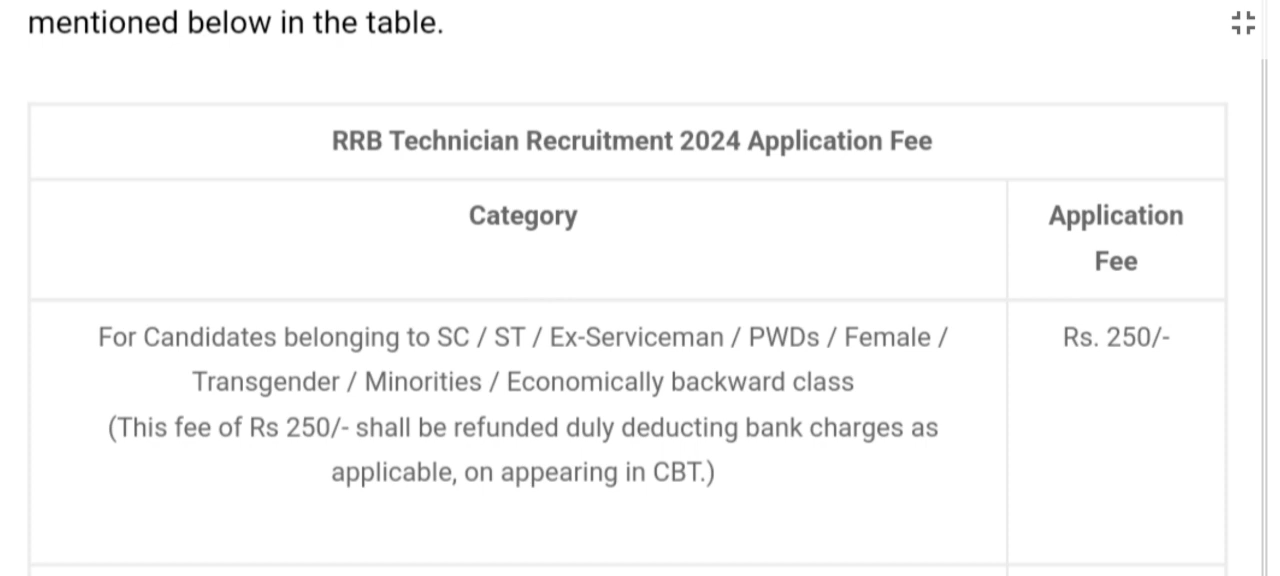 mentioned below in the table.
RRB Technician Recruitment 2024 Application Fee
Category
Application
Fee
For Candidates belonging to SC / ST / Ex-Serviceman / PWDs / Female /
Transgender / Minorities / Economically backward class
(This fee of Rs 250/- shall be refunded duly deducting bank charges as
applicable, on appearing in CBT.)
Rs. 250/-